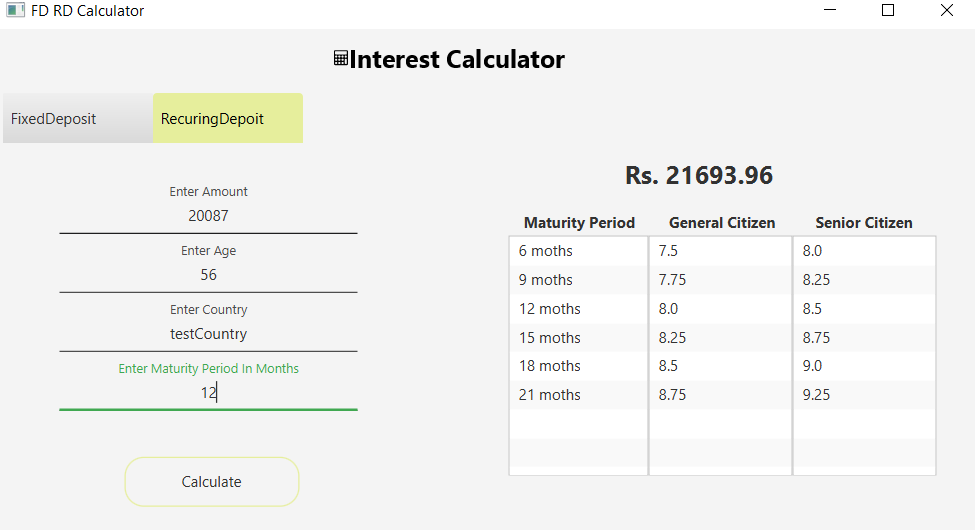 FD RD Calculator
Interest Calculator
FixedDeposit RecuringDepoit
Enter Amount
20087
Enter Age
56
Enter Country
testCountry
Enter Maturity Period In Months
12
Calculate
Rs. 21693.96
Maturity Period General Citizen Senior Citizen
6 moths 7.5 8.0
9 moths 7.75 8.25
12 moths 8.0 8.5
15 moths 8.25 8.75
18 moths 8.5 9.0
21 moths 8.75 9.25